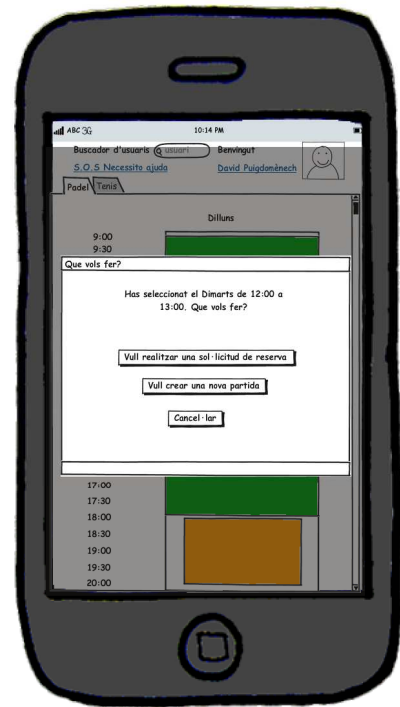 ABC 3G 10:14 PM
Buscador d'usuaris usuari Benvingut
S.O.S Necessito ajuda David Puigdomènech
Padel Tenis
Dilluns
9:00
9:30
Que vols fer?
Has seleccionat el Dimarts de 12:00 a
13:00. Que vols fer?
Vull realitzar una sol·licitud de reserva
Vull crear una nova partida
Cancel·lar
17:00
17:30
18:00
18:30
19:00
19:30
20:00